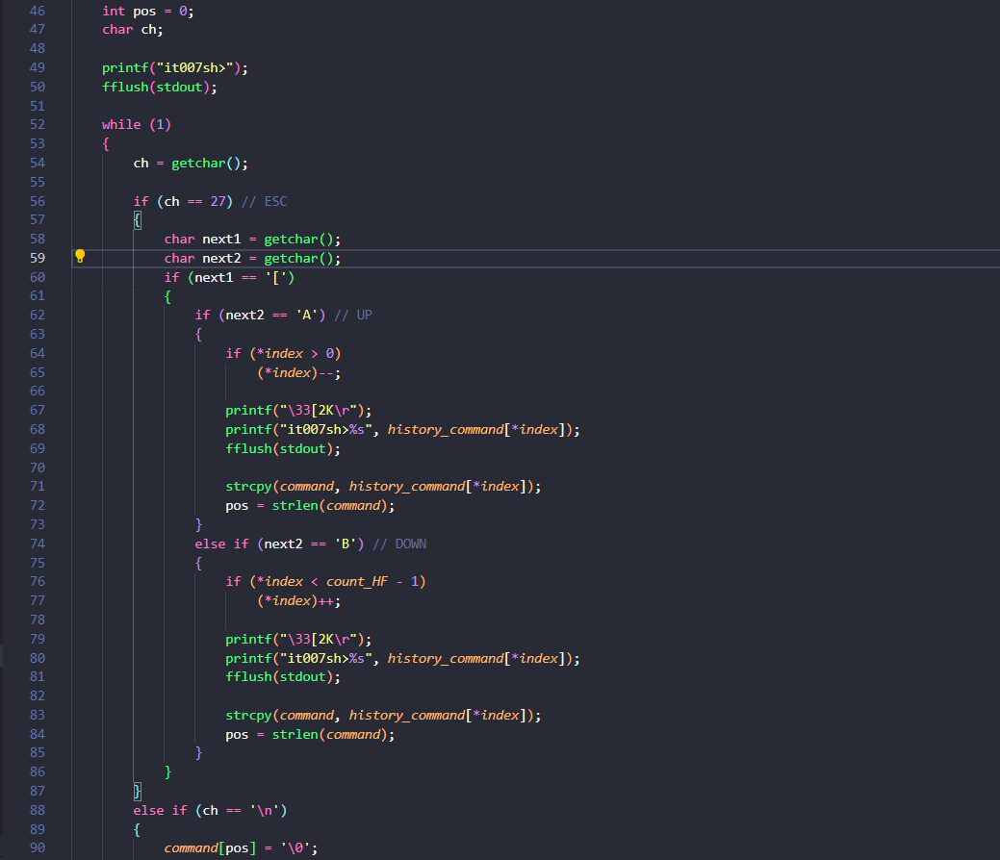 46 int pos = 0;
47 char ch;
48
49 printf("it007sh>");
50 fflush(stdout);
51
52 while (1)
53 {
54 ch = getchar();
55
56 if (ch == 27) // ESC
57 {
58 char next1 = getchar();
59 char next2 = getchar();
60 if (next1 == '[')
61 {
62 if (next2 == 'A') // UP
63 {
64 if (*index > 0)
65 (*index)--;
66
67 printf("\33[2K\r");
68 printf("it007sh>%s", history_command[*index]);
69 fflush(stdout);
70
71 strcpy(command, history_command[*index]);
72 pos = strlen(command);
73 }
74 else if (next2 == 'B') // DOWN
75 {
76 if (*index < count_HF - 1)
77 (*index)++;
78
79 printf("\33[2K\r");
80 printf("it007sh>%s", history_command[*index]);
81 fflush(stdout);
82
83 strcpy(command, history_command[*index]);
84 pos = strlen(command);
85 }
86 }
87 }
88 else if (ch == '\n')
89 {
90 command[pos] = '\0';